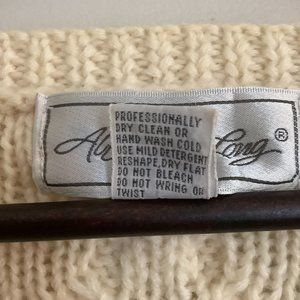 PROFESSIONALLY
DRY CLEAN OR
HAND WASH COLD
USE MILD DETERGENT
RESHAPE, DRY FLAT
DO NOT BLEACH
DO NOT WRING OR
TWIST
Long ®